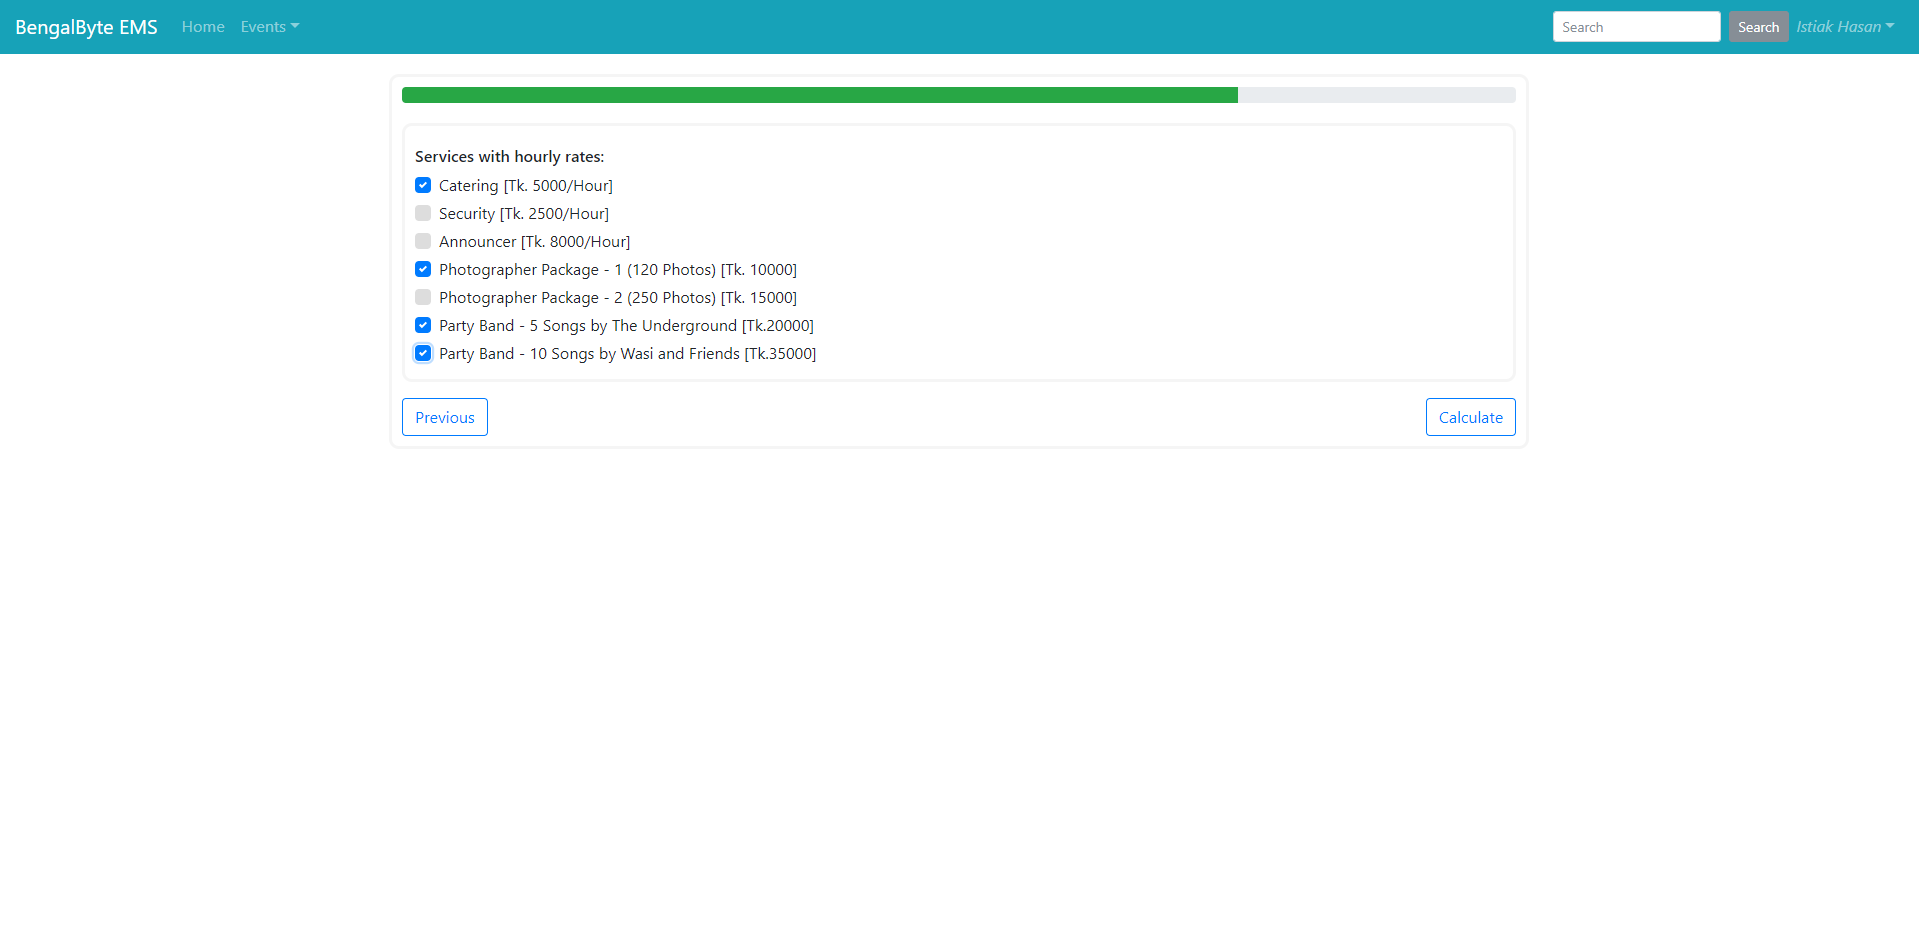 BengalByte EMS Home Events Search Search Istiak Hasan
Services with hourly rates:
Catering [Tk. 5000/Hour]
Security [Tk. 2500/Hour]
Announcer [Tk. 8000/Hour]
Photographer Package - 1 (120 Photos) [Tk. 10000]
Photographer Package - 2 (250 Photos) [Tk. 15000]
Party Band - 5 Songs by The Underground [Tk.20000]
Party Band - 10 Songs by Wasi and Friends [Tk.35000]
Previous Calculate